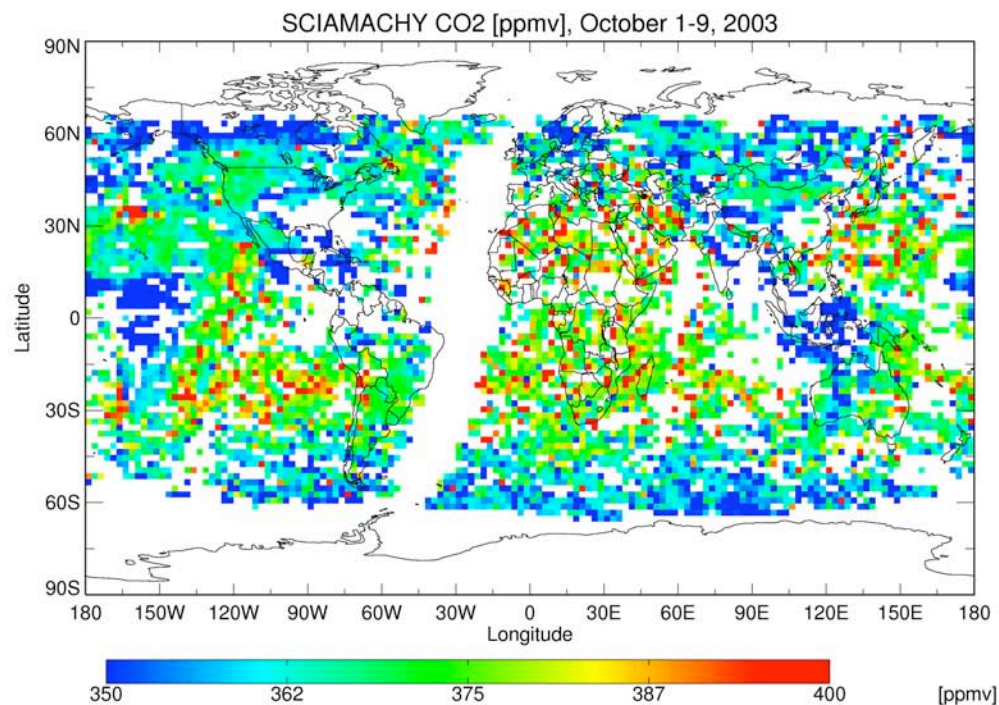 SCIAMACHY CO2 [ppmv], October 1-9, 2003
90N
60N
30N
0
30S
60S
90S
Latitude
180 150W 120W 90W 60W 30W 0 30E 60E 90E 120E 150E 180
Longitude
350 362 375 387 400 [ppmv]